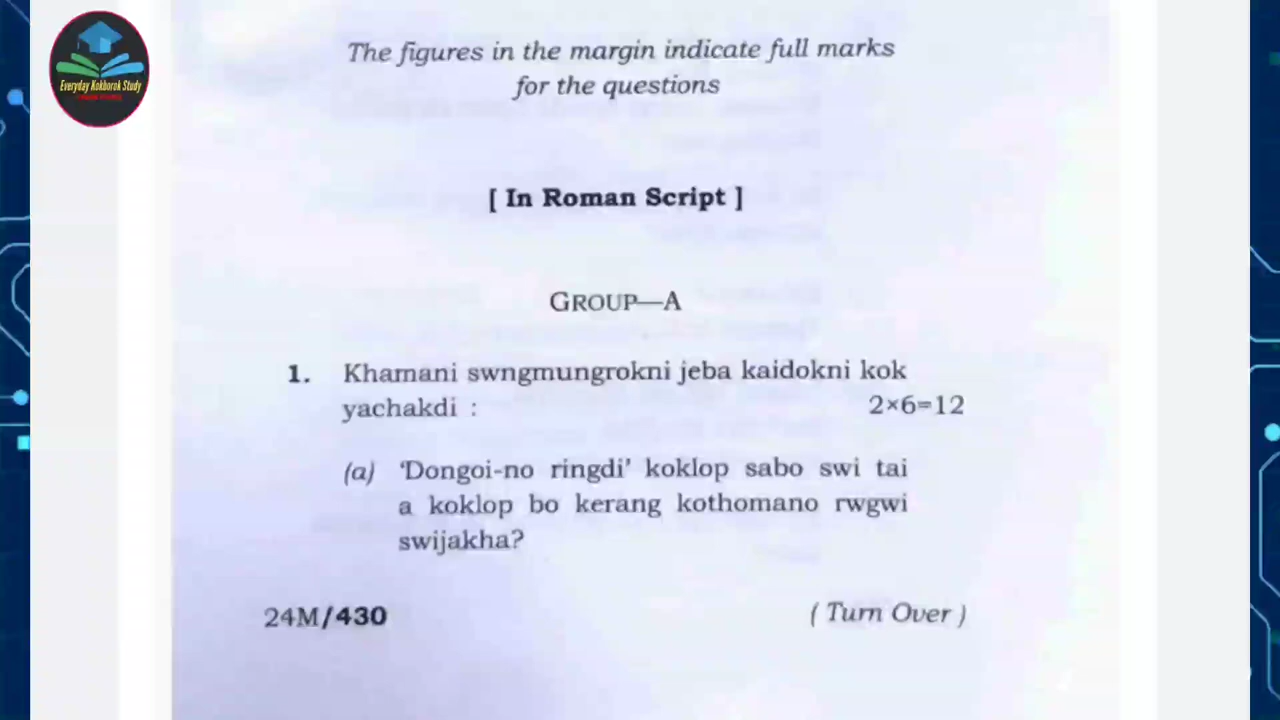 Everyday Kokborok Study
The figures in the margin indicate full marks
for the questions
[ In Roman Script ]
GROUP—A
1. Khamani swngmungrokni jeba kaidokni kok
yachakdi : 2×6=12
(a) ‘Dongoi-no ringdi’ koklop sabo swi tai
a koklop bo kerang kothomano rwgwi
swijakha?
24M/430 ( Turn Over )